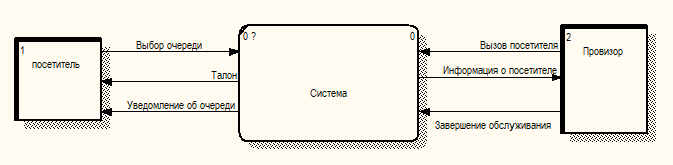 1
посетитель
Выбор очереди
Талон
Уведомление об очереди
0 ?
0
Система
Вызов посетителя
Информация о посетителе
Завершение обслуживания
2
Провизор